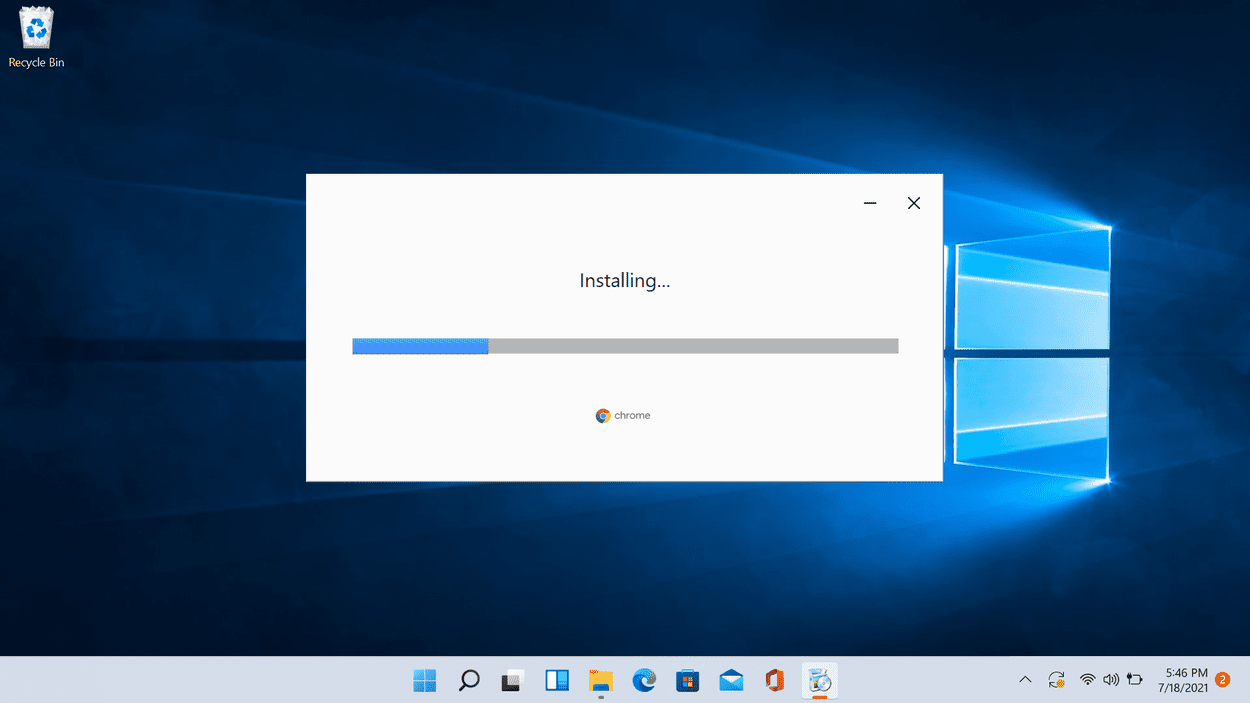 Recycle Bin
Installing...
chrome
5:46 PM
7/18/2021
2